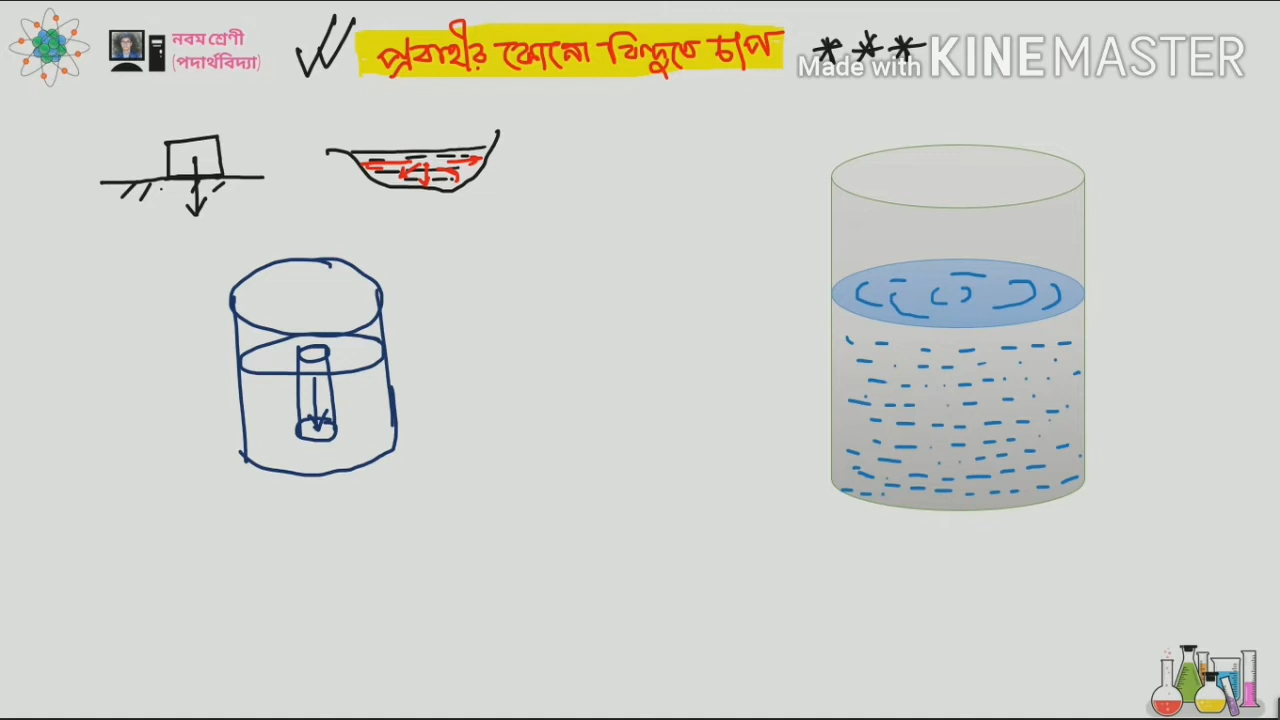 নবম শ্রেণী
(পদার্থবিদ্যা)
প্রবাহীর কোনো বিন্দুতে চাপ ***
Made with KINEMASTER